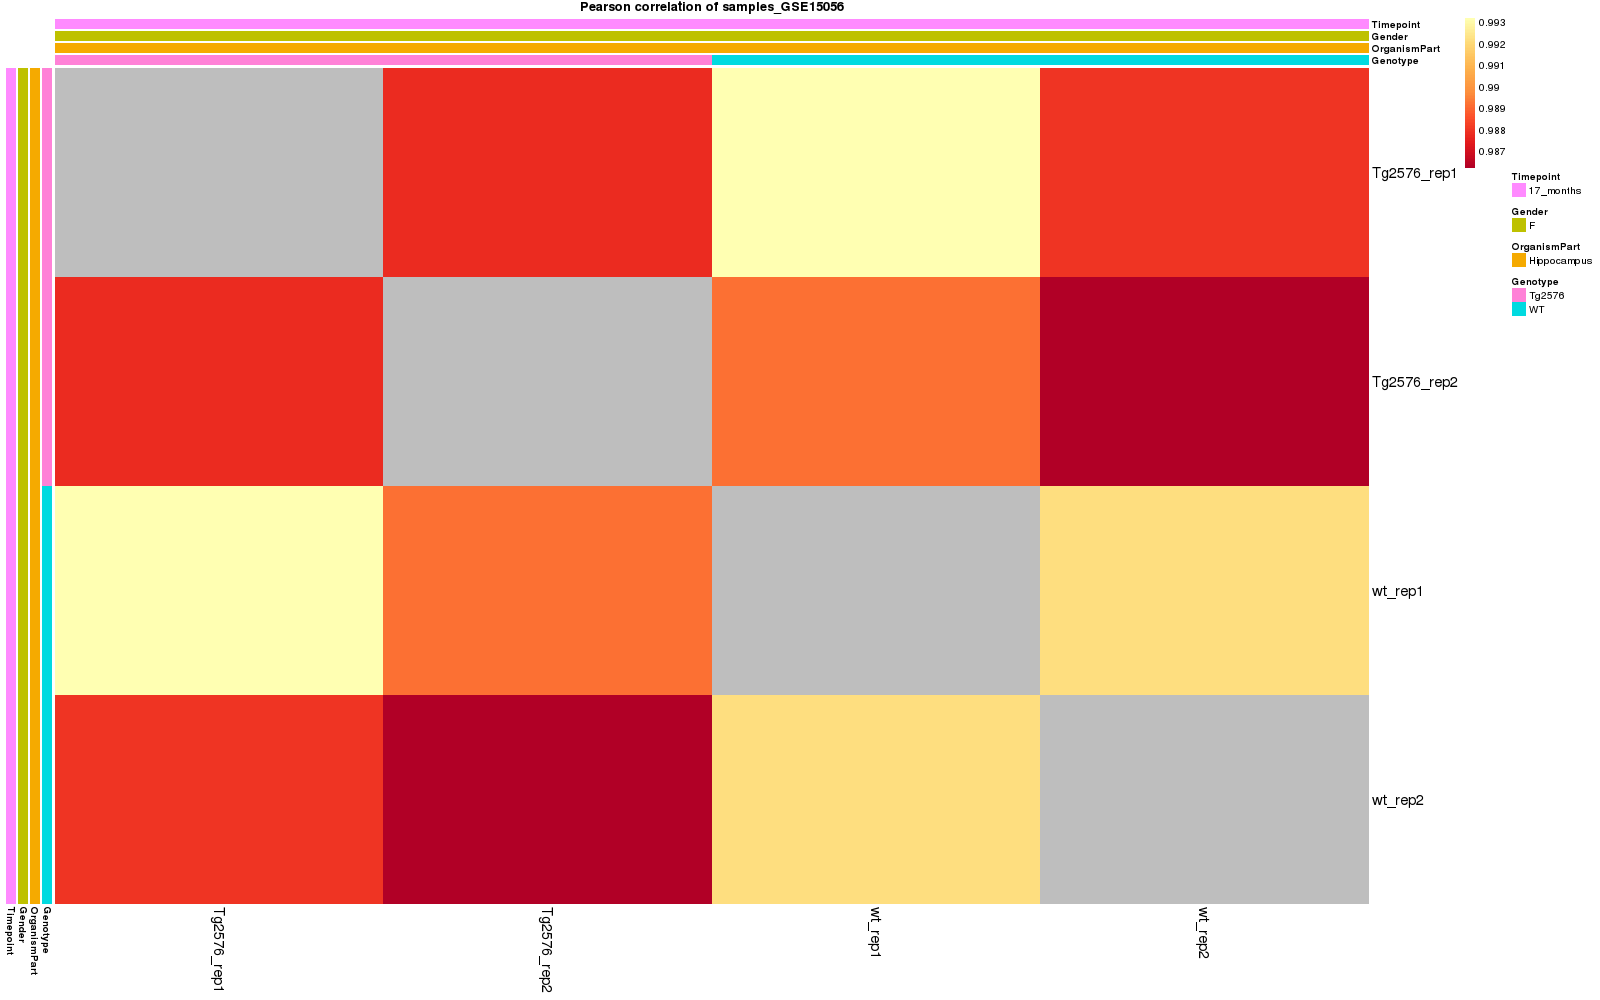 Pearson correlation of samples_GSE15056
Timepoint
Gender
OrganismPart
Genotype
0.993
0.992
0.991
0.99
0.989
0.988
0.987
Timepoint
17_months
Gender
F
OrganismPart
Hippocampus
Genotype
Tg2576
WT
Tg2576_rep1
Tg2576_rep2
wt_rep1
wt_rep2
Timepoint
Gender
OrganismPart
Genotype
Tg2576_rep1
Tg2576_rep2
wt_rep1
wt_rep2